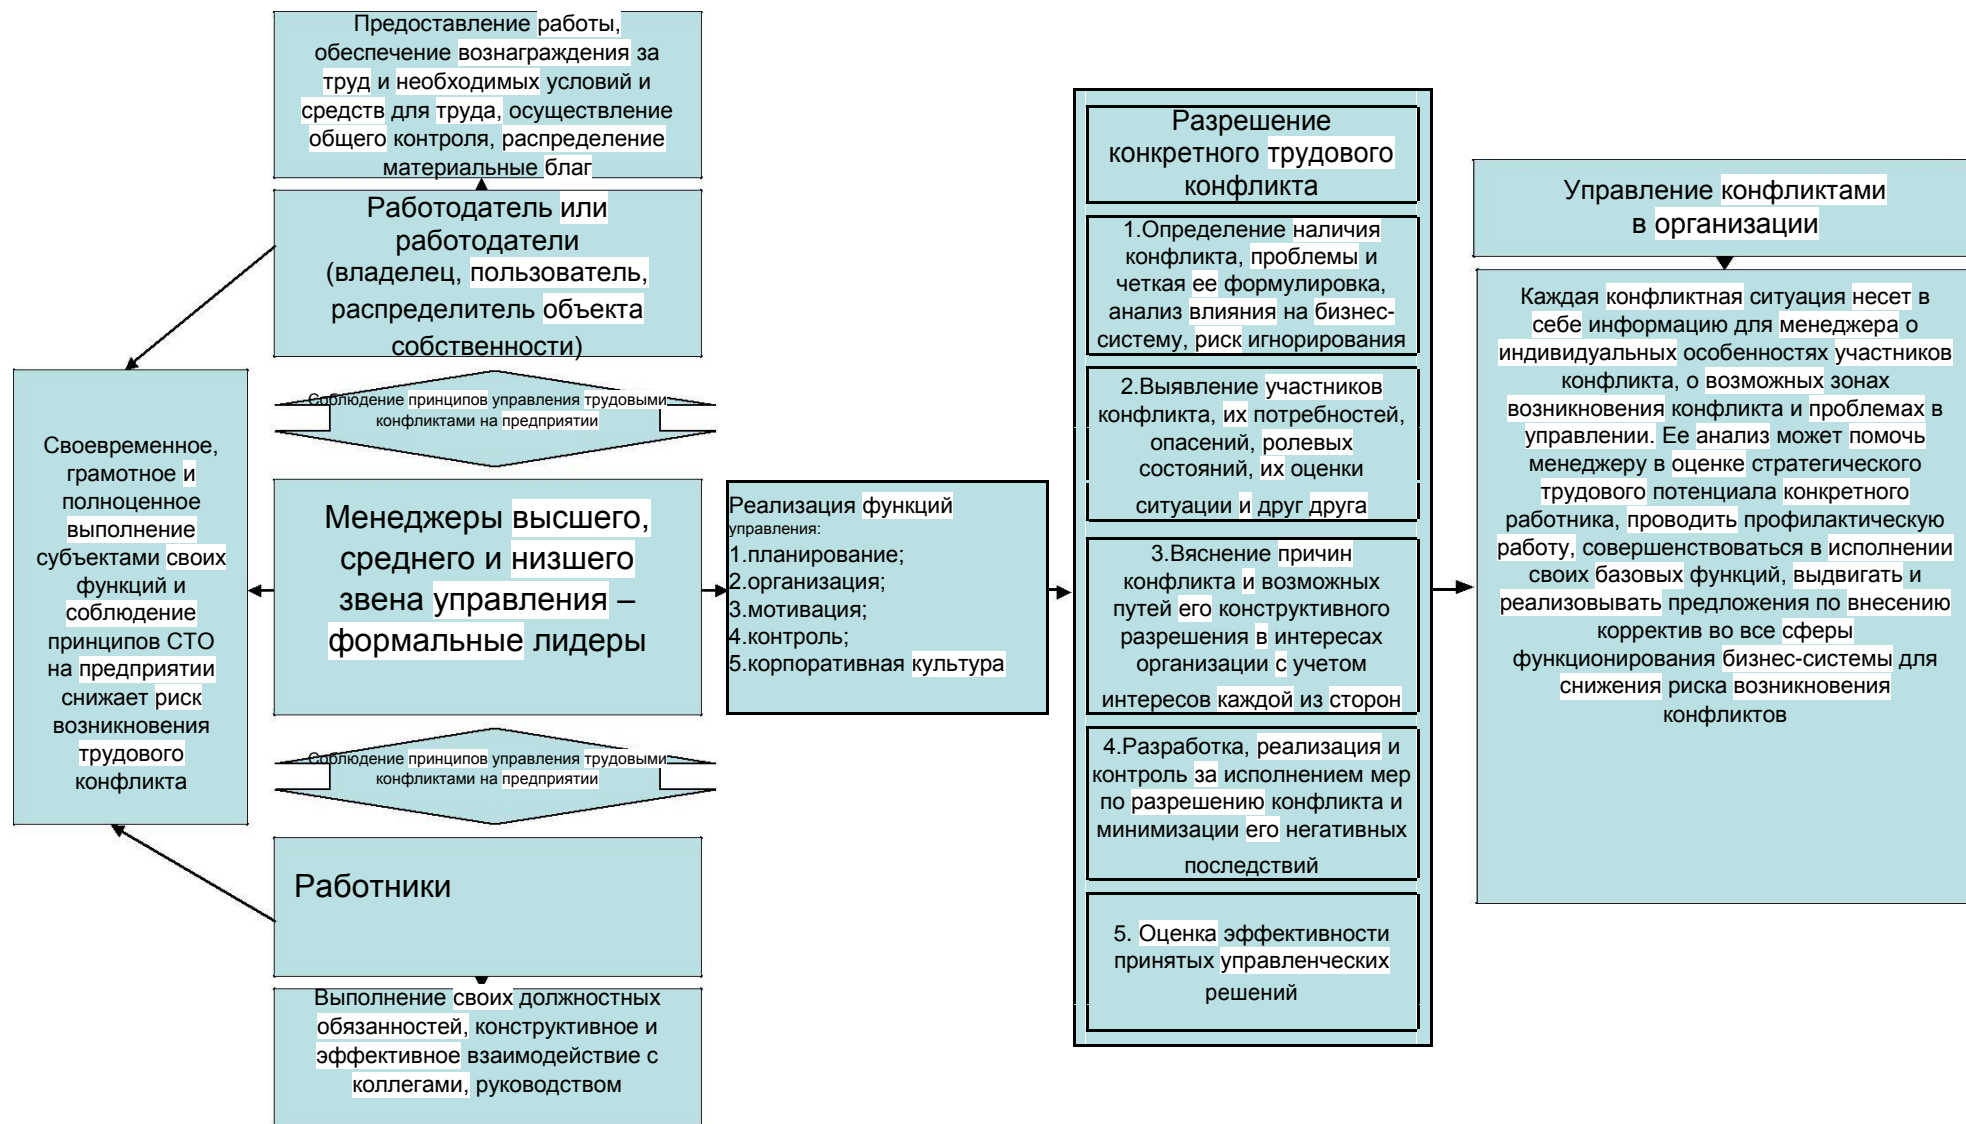 Предоставление работы,
обеспечение вознаграждения за
труд и необходимых условий и
средств для труда, осуществление
общего контроля, распределение
материальные благ
Работодатель или
работодатели
(владелец, пользователь,
распределитель объекта
собственности)
Соблюдение принципов управления трудовыми
конфликтами на предприятии
Своевременное,
грамотное и
полноценное
выполнение
субъектами своих
функций и
соблюдение
принципов СТО
на предприятии
снижает риск
возникновения
трудового
конфликта
Менеджеры высшего,
среднего и низшего
звена управления –
формальные лидеры
Соблюдение принципов управления трудовыми
конфликтами на предприятии
Работники
Выполнение своих должностных
обязанностей, конструктивное и
эффективное взаимодействие с
коллегами, руководством
Реализация функций
управления:
1.планирование;
2.организация;
3.мотивация;
4.контроль;
5.корпоративная культура
Разрешение
конкретного трудового
конфликта
1.Определение наличия
конфликта, проблемы и
четкая ее формулировка,
анализ влияния на бизнес-
систему, риск игнорирования
2.Выявление участников
конфликта, их потребностей,
опасений, ролевых
состояний, их оценки
ситуации и друг друга
3.Вяснение причин
конфликта и возможных
путей его конструктивного
разрешения в интересах
организации с учетом
интересов каждой из сторон
4.Разработка, реализация и
контроль за исполнением мер
по разрешению конфликта и
минимизации его негативных
последствий
5. Оценка эффективности
принятых управленческих
решений
Управление конфликтами
в организации
Каждая конфликтная ситуация несет в
себе информацию для менеджера о
индивидуальных особенностях участников
конфликта, о возможных зонах
возникновения конфликта и проблемах в
управлении. Ее анализ может помочь
менеджеру в оценке стратегического
трудового потенциала конкретного
работника, проводить профилактическую
работу, совершенствоваться в исполнении
своих базовых функций, выдвигать и
реализовывать предложения по внесению
корректив во все сферы
функционирования бизнес-системы для
снижения риска возникновения
конфликтов